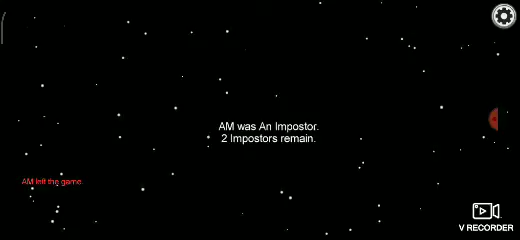 AM was An Impostor.
2 Impostors remain.
AM left the game.
V RECORDER